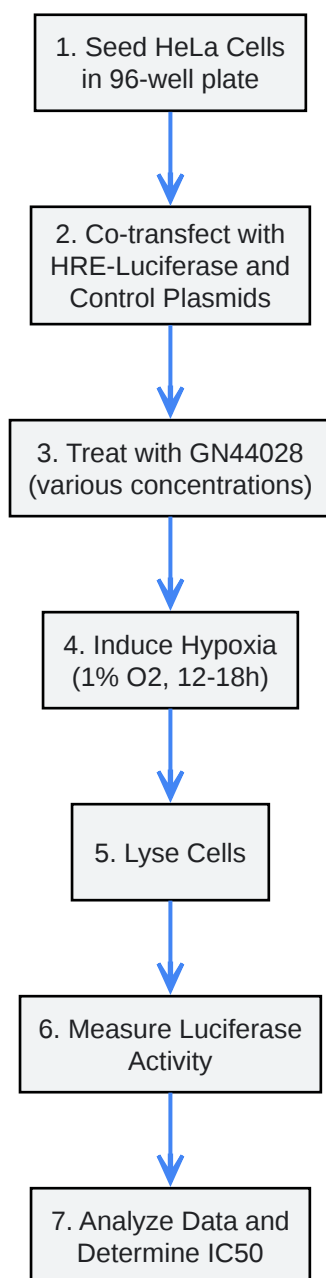 1. Seed HeLa Cells
in 96-well plate
2. Co-transfect with
HRE-Luciferase and
Control Plasmids
3. Treat with GN44028
(various concentrations)
4. Induce Hypoxia
(1% O2, 12-18h)
5. Lyse Cells
6. Measure Luciferase
Activity
7. Analyze Data and
Determine IC50